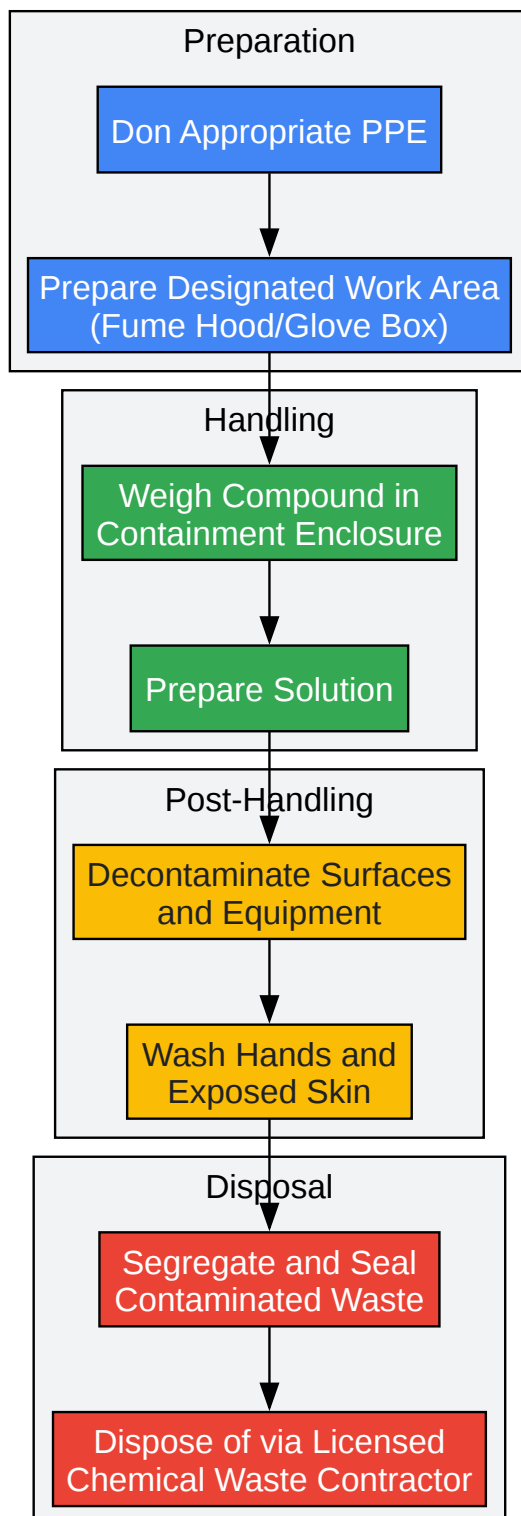 Preparation
Don Appropriate PPE
Prepare Designated Work Area
(Fume Hood/Glove Box)
Handling
Weigh Compound in
Containment Enclosure
Prepare Solution
Post-Handling
Decontaminate Surfaces
and Equipment
Wash Hands and
Exposed Skin
Disposal
Segregate and Seal
Contaminated Waste
Dispose of via Licensed
Chemical Waste Contractor